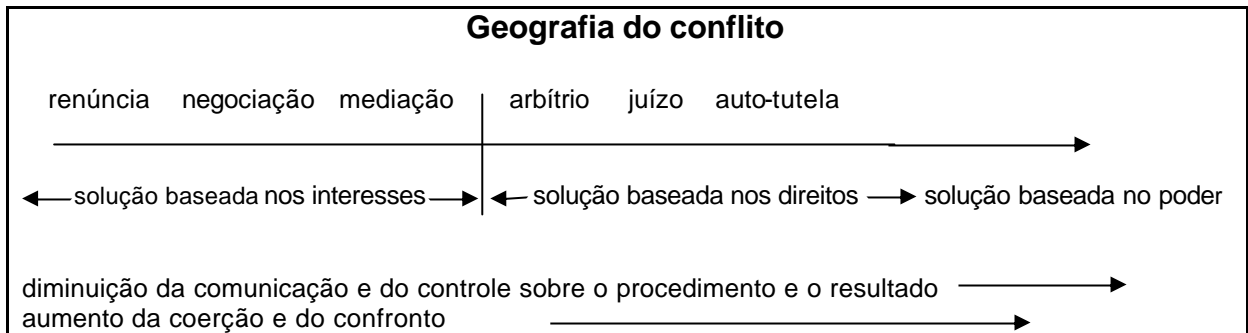 Geografia do conflito
renúncia negociação mediação arbítrio juízo auto-tutela
solução baseada nos interesses solução baseada nos direitos solução baseada no poder
diminuição da comunicação e do controle sobre o procedimento e o resultado
aumento da coerção e do confronto